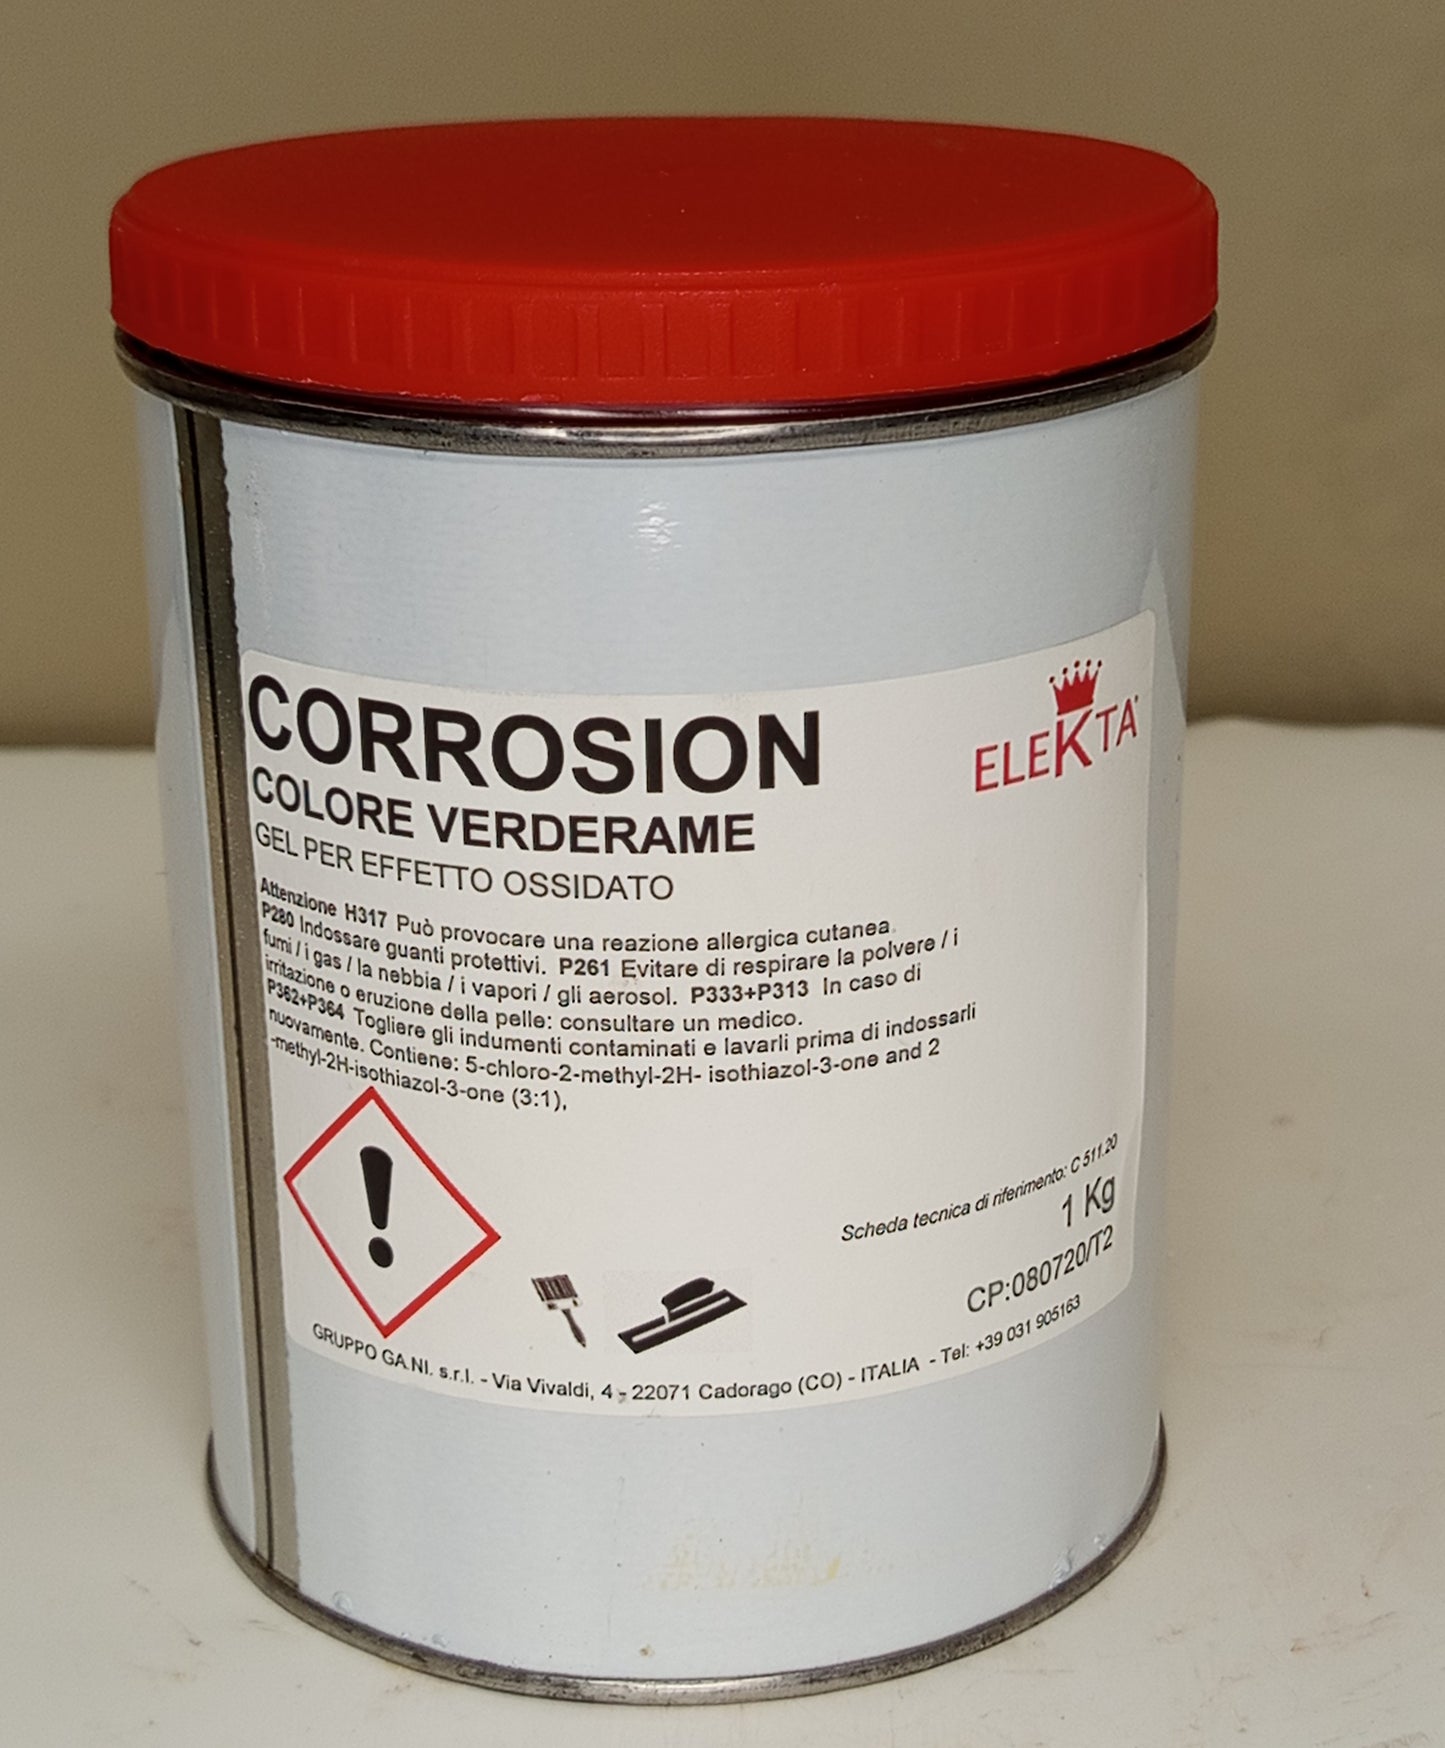 CORROSION
ELEKTA®
COLORE VERDERAME
GEL PER EFFETTO OSSIDATO
Attenzione H317 Può provocare una reazione allergica cutanea.
P280 Indossare guanti protettivi. P261 Evitare di respirare la polvere / i
fumi / i gas / la nebbia / i vapori / gli aerosol. P333+P313 In caso di
irritazione o eruzione della pelle: consultare un medico.
P362+P364 Togliere gli indumenti contaminati e lavarli prima di indossarli
nuovamente. Contiene: 5-chloro-2-methyl-2H- isothiazol-3-one and 2
-methyl-2H-isothiazol-3-one (3:1),
Scheda tecnica di riferimento: C 511.20
1 Kg
CP:080720/T2
GRUPPO GA.NI. s.r.l. - Via Vivaldi, 4 - 22071 Cadorago (CO) - ITALIA - Tel: +39 031 905163